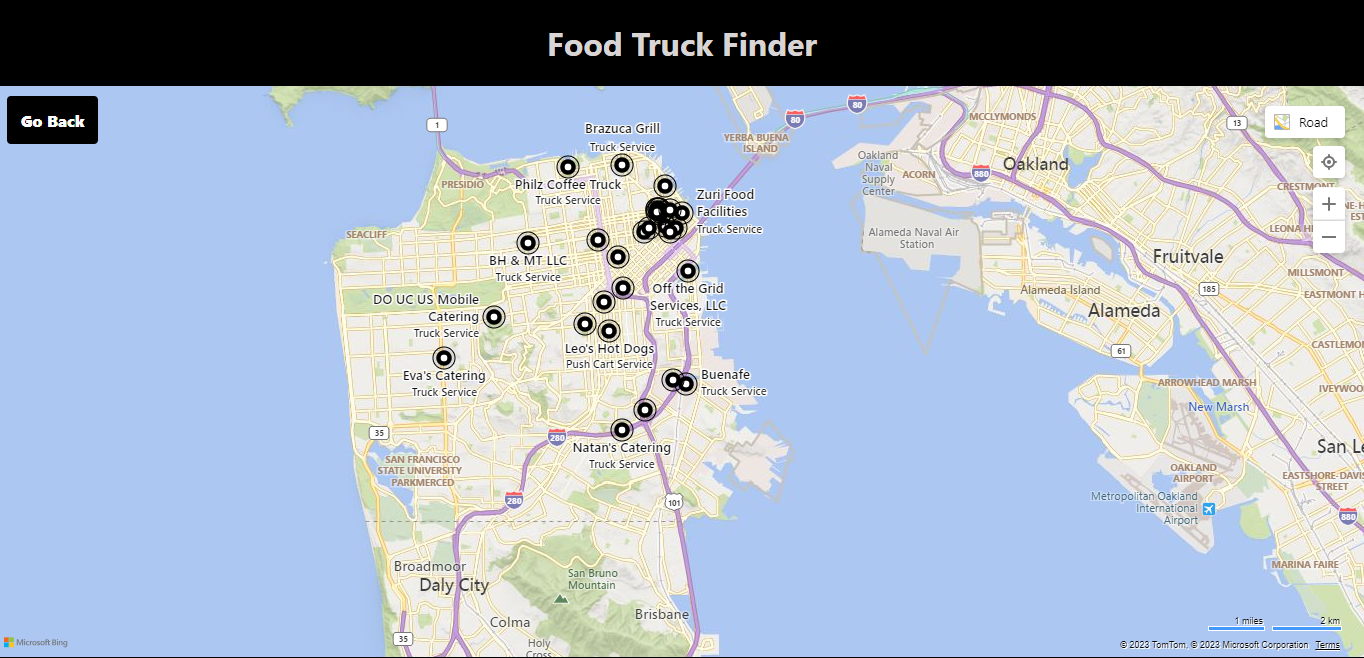 Food Truck Finder
Go Back
Road
1
80
80
13
MCCLYMONDS
YERBA BUENA
ISLAND
Brazuca Grill
Truck Service
Oakland
Naval
Supply
Center
ACORN
880
Oakland
PRESIDIO
Philz Coffee Truck
Truck Service
CRESTMONT
Zuri Food
Facilities
Truck Service
SEACLIFF
Alameda Naval Air
Station
LEONA HI
BH & MT LLC
Truck Service
Fruitvale
MILLSMONT
Off the Grid
Services, LLC
Truck Service
185
Alameda Island
EASTMONT H
DO UC US Mobile
Catering
Truck Service
Alameda
CASTLEMO
Leo's Hot Dogs
Push Cart Service
61
Eva's Catering
Truck Service
Buenafe
Truck Service
ARROWHEAD MARSH
IVEYWOO
New Marsh
35
280
Natan's Catering
Truck Service
San Le
SAN FRANCISCO
STATE UNIVERSITY
PARKMERCED
OAKLAND
AIRPORT
EASTSHORE-DAVIS
STREET
280
101
Metropolitan Oakland
International
Airport
880
Broadmoor
Daly City
San Bruno
Mountain
MARINA FAIRE
Brisbane
Colma
35
Holy
Cross
1 miles
2 km
Microsoft Bing
© 2023 TomTom, © 2023 Microsoft Corporation Terms